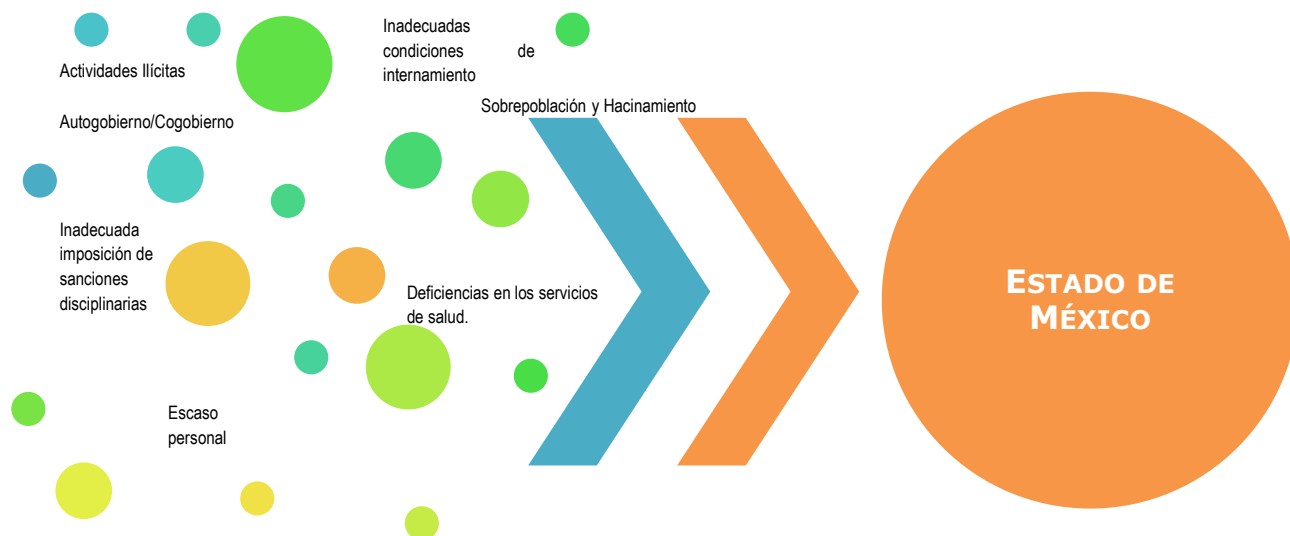 Actividades Ilícitas
Autogobierno/Cogobierno
Inadecuada
imposición de
sanciones
disciplinarias
Escaso
personal
Inadecuadas
condiciones de
internamiento
Sobrepoblación y Hacinamiento
Deficiencias en los servicios
de salud.
ESTADO DE
MÉXICO